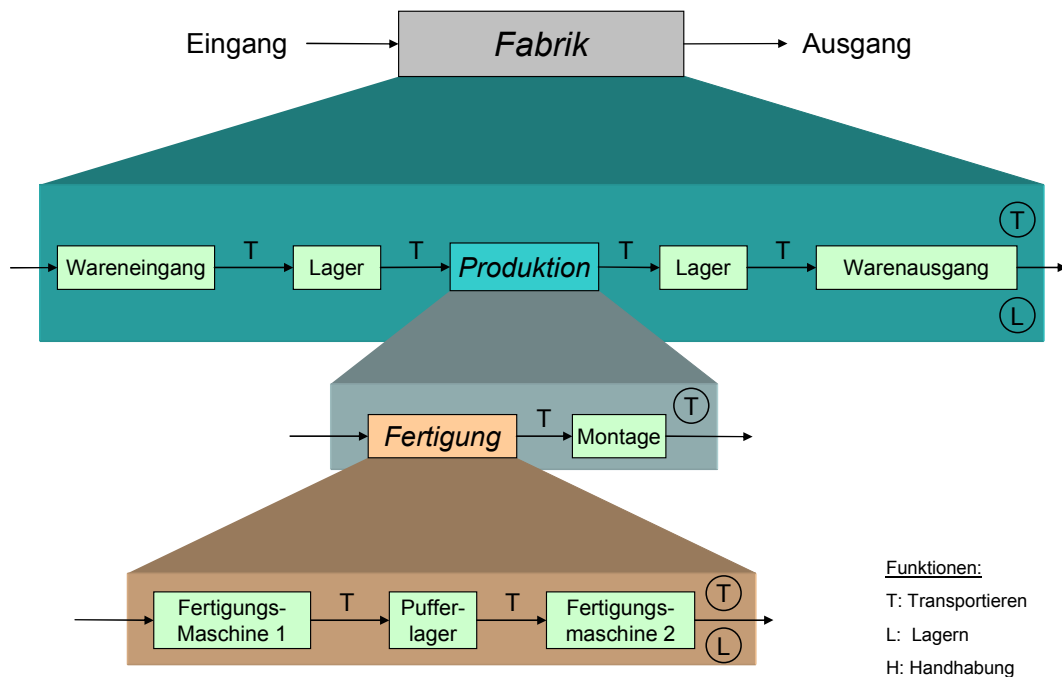 Eingang
Fabrik
Ausgang
T
T
T
T
T
Wareneingang
Lager
Produktion
Lager
Warenausgang
L
T
T
Fertigung
Montage
T
T
T
Fertigungs-
Maschine 1
Puffer-
lager
Fertigungs-
maschine 2
L
Funktionen:
T: Transportieren
L: Lagern
H: Handhabung